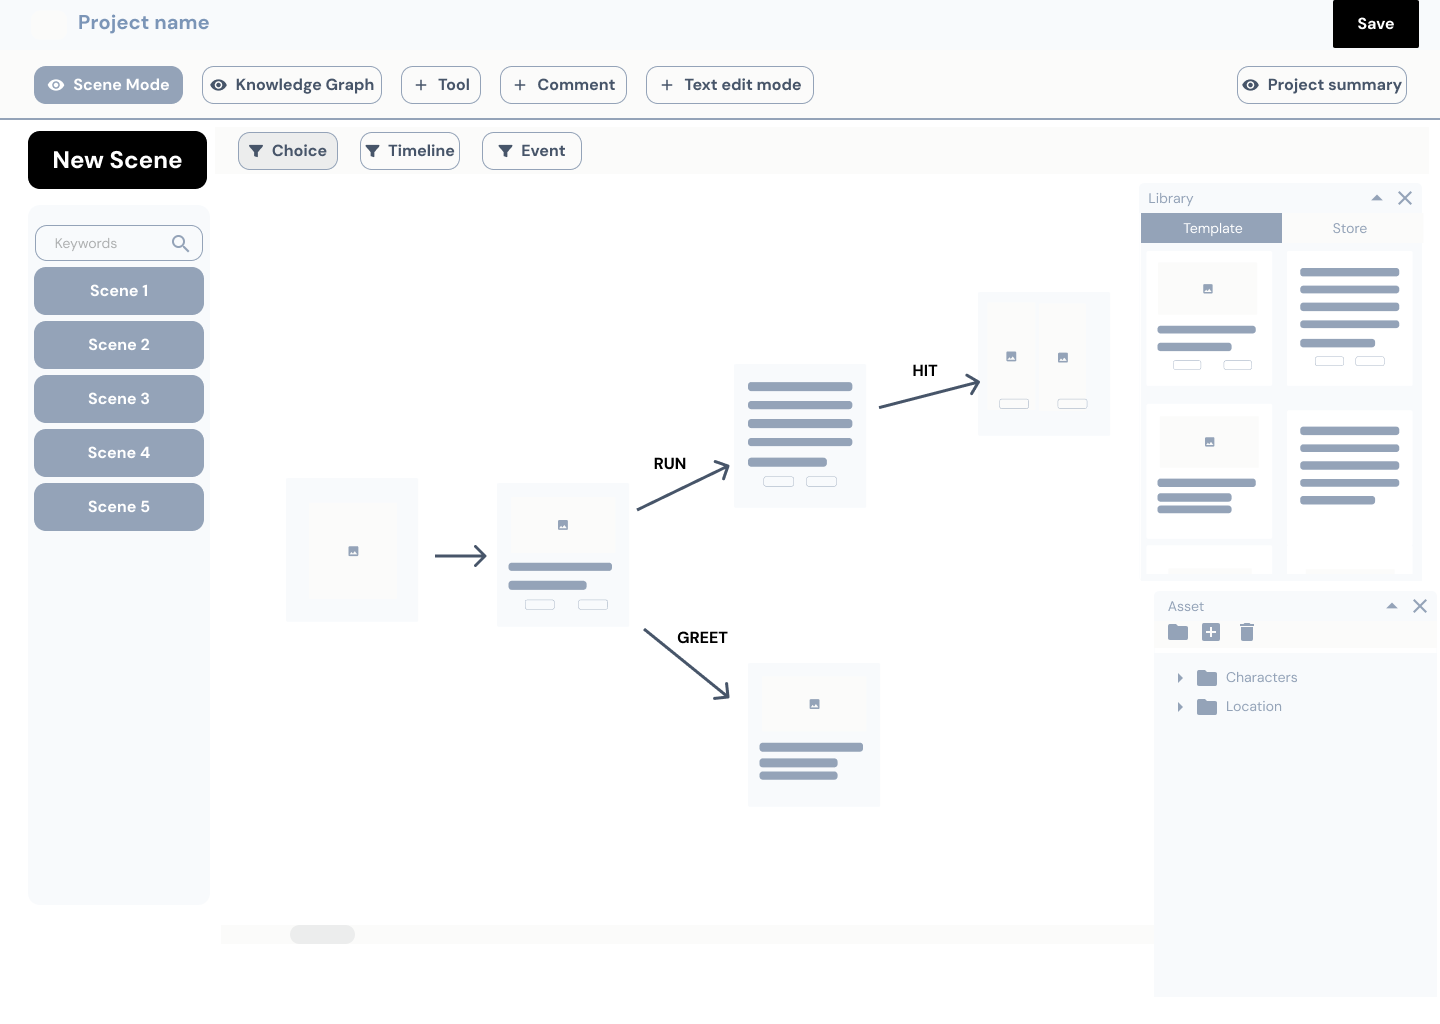 Project name
Save
Scene Mode
Knowledge Graph
Tool
Comment
Text edit mode
Project summary
New Scene
Choice
Timeline
Event
Keywords
Scene 1
Scene 2
Scene 3
Scene 4
Scene 5
HIT
RUN
GREET
Library
Template
Store
Asset
Characters
Location